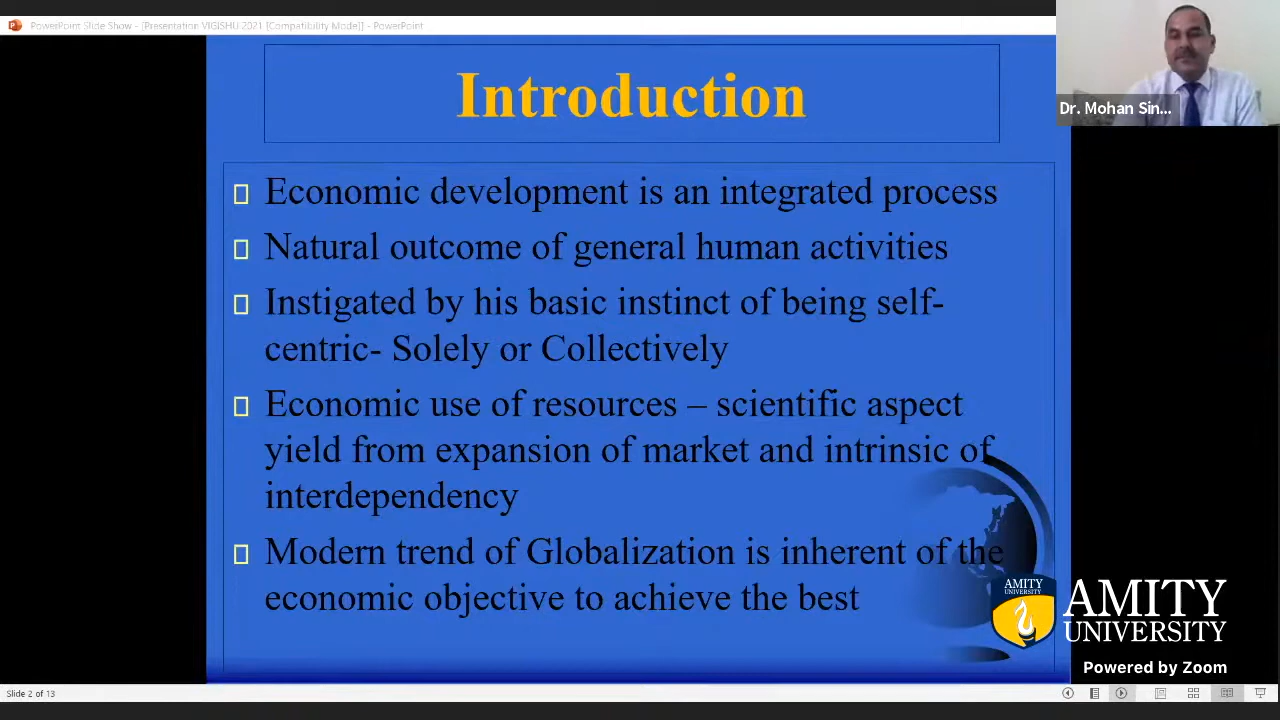 PowerPoint Slide Show - [Presentation VIGISHU 2021 [Compatibility Mode]] - PowerPoint
Dr. Mohan Sin...
Introduction
Economic development is an integrated process
Natural outcome of general human activities
Instigated by his basic instinct of being self-
centric- Solely or Collectively
Economic use of resources – scientific aspect
yield from expansion of market and intrinsic of
interdependency
Modern trend of Globalization is inherent of the
economic objective to achieve the best
AMITY
UNIVERSITY
AMITY
UNIVERSITY
Powered by Zoom
Slide 2 of 13